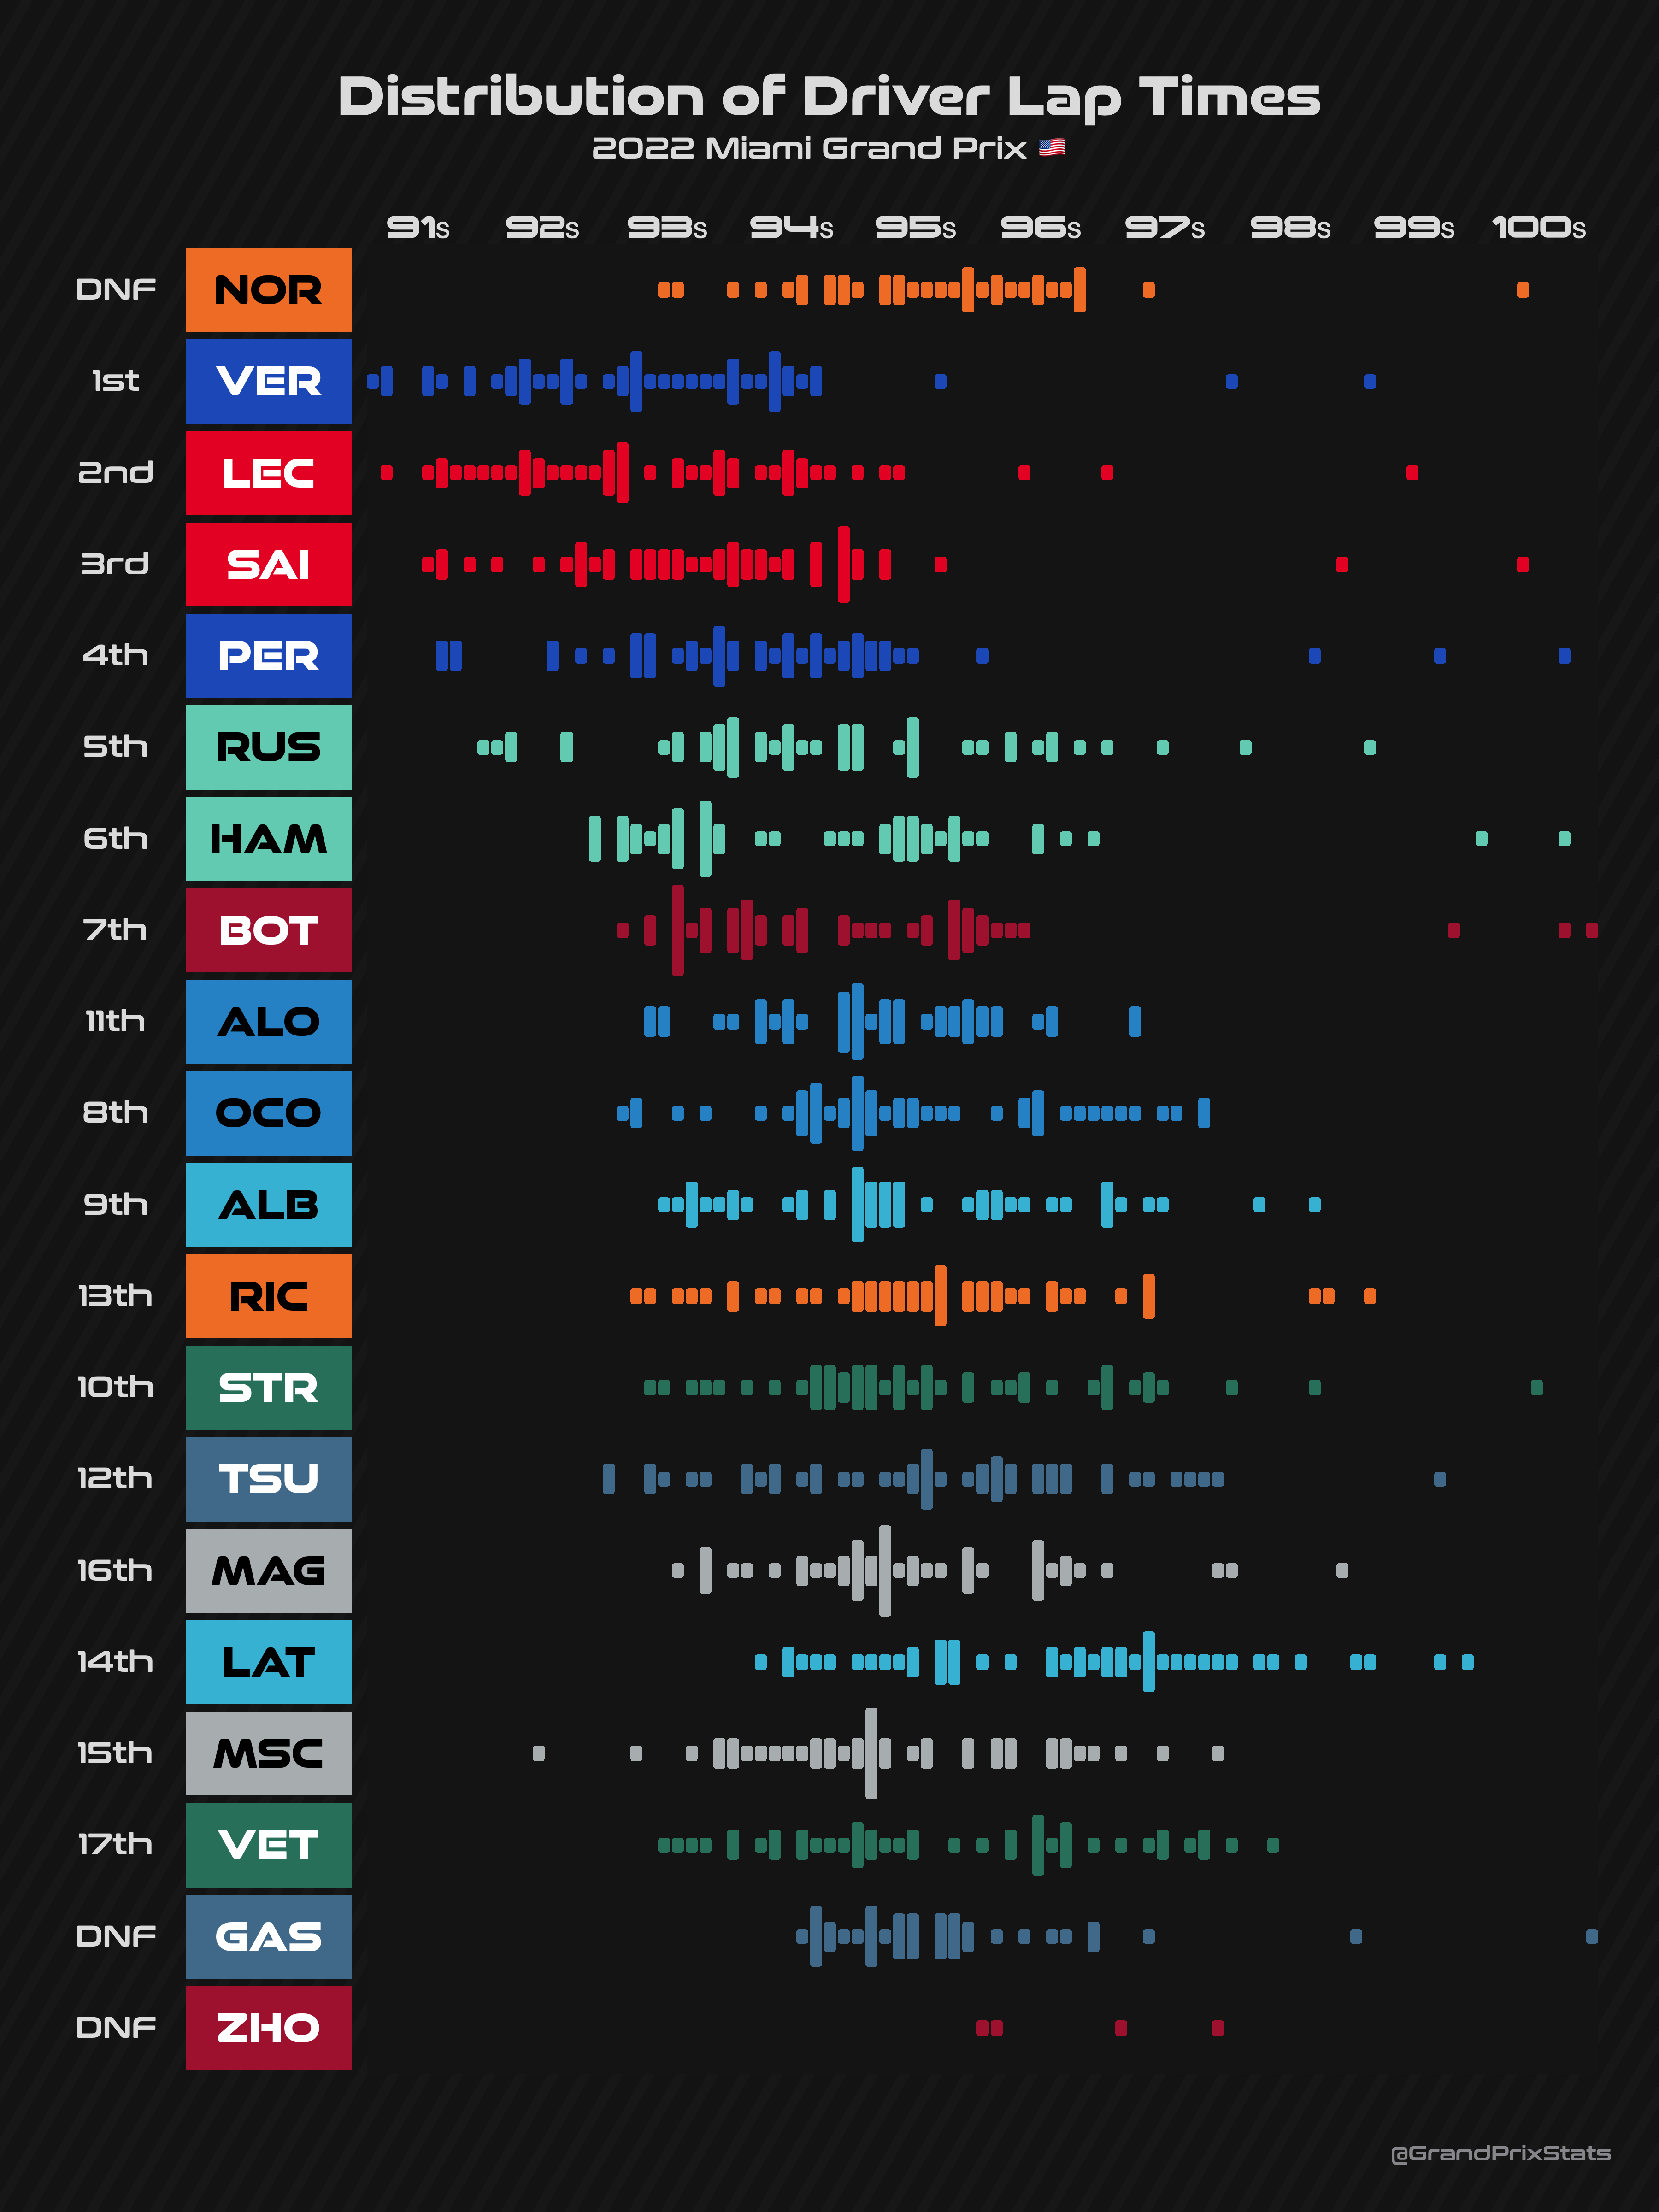 Distribution of Driver Lap Times
2022 Miami Grand Prix 🇺🇸
91s 92s 93s 94s 95s 96s 97s 98s 99s 100s
DNF NOR
1st VER
2nd LEC
3rd SAI
4th PER
5th RUS
6th HAM
7th BOT
11th ALO
8th OCO
9th ALB
13th RIC
10th STR
12th TSU
16th MAG
14th LAT
15th MSC
17th VET
DNF GAS
DNF ZHO
@GrandPrixStats